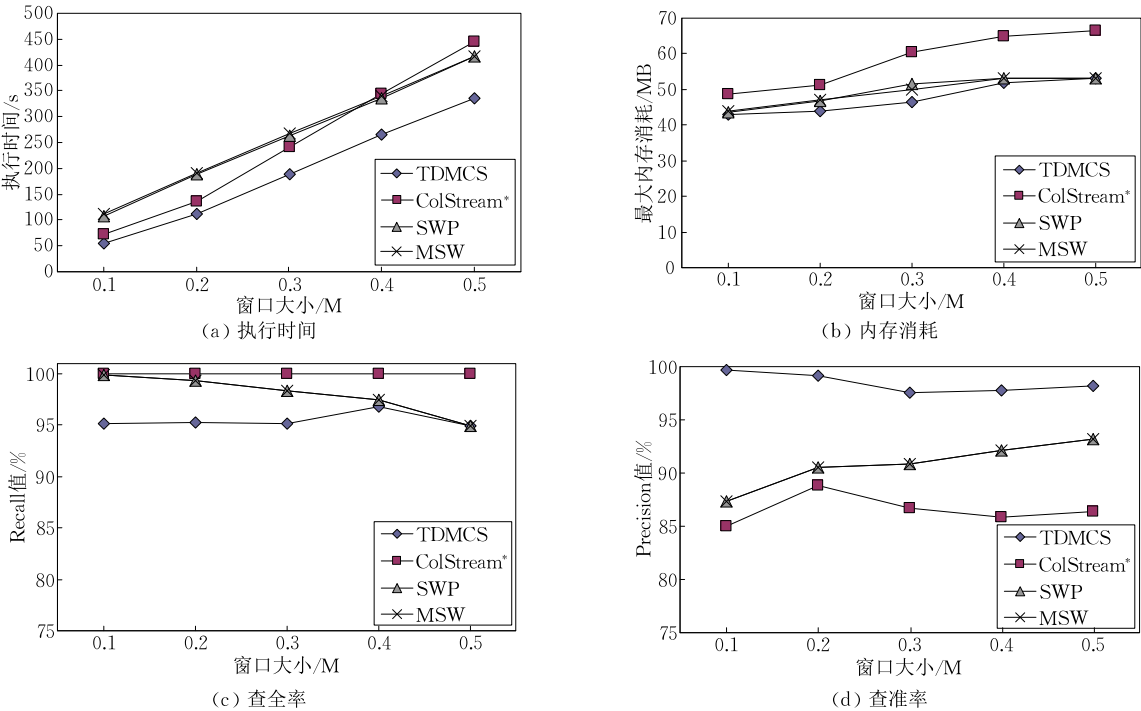 500
450
400
350
300
250
200
150
100
50
0
执行时间/s
TDMCS
ColStream*
SWP
MSW
0.1 0.2 0.3 0.4 0.5
窗口大小/M
(a) 执行时间
70
60
50
40
30
20
10
0
最大内存消耗/MB
TDMCS
ColStream*
SWP
MSW
0.1 0.2 0.3 0.4 0.5
窗口大小/M
(b) 内存消耗
100
95
90
85
80
75
Recall值/%
TDMCS
ColStream*
SWP
MSW
0.1 0.2 0.3 0.4 0.5
窗口大小/M
(c) 查全率
100
95
90
85
80
75
Precision值/%
TDMCS
ColStream*
SWP
MSW
0.1 0.2 0.3 0.4 0.5
窗口大小/M
(d) 查准率